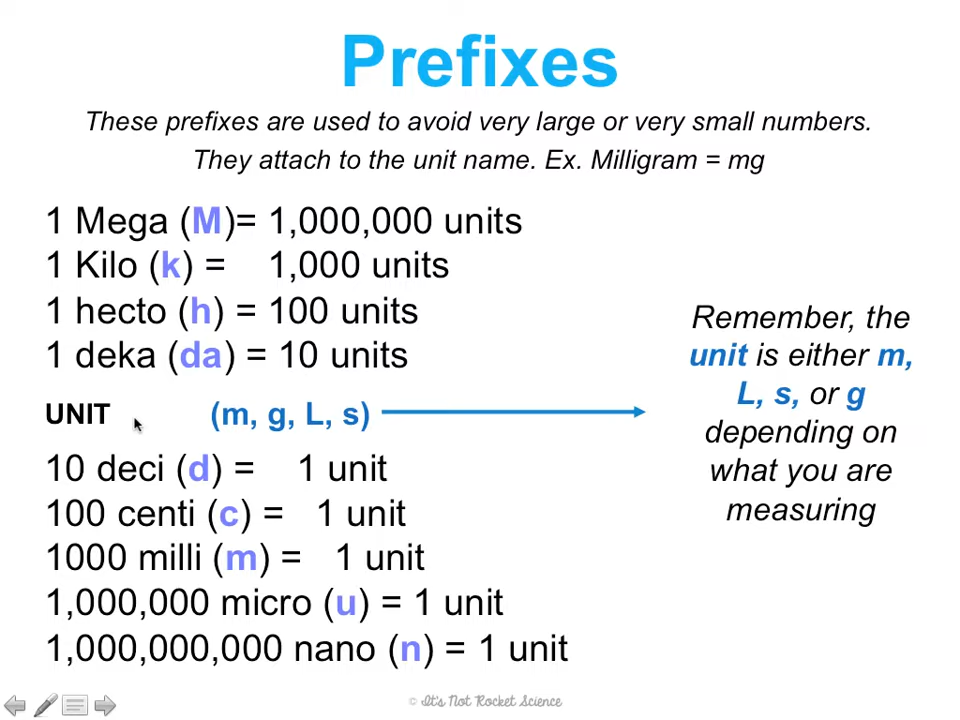 Prefixes
These prefixes are used to avoid very large or very small numbers.
They attach to the unit name. Ex. Milligram = mg
1 Mega (M)= 1,000,000 units
1 Kilo (k) = 1,000 units
1 hecto (h) = 100 units
1 deka (da) = 10 units
UNIT (m, g, L, s)
10 deci (d) = 1 unit
100 centi (c) = 1 unit
1000 milli (m) = 1 unit
1,000,000 micro (u) = 1 unit
1,000,000,000 nano (n) = 1 unit
Remember, the
unit is either m,
L, s, or g
depending on
what you are
measuring
© It's Not Rocket Science